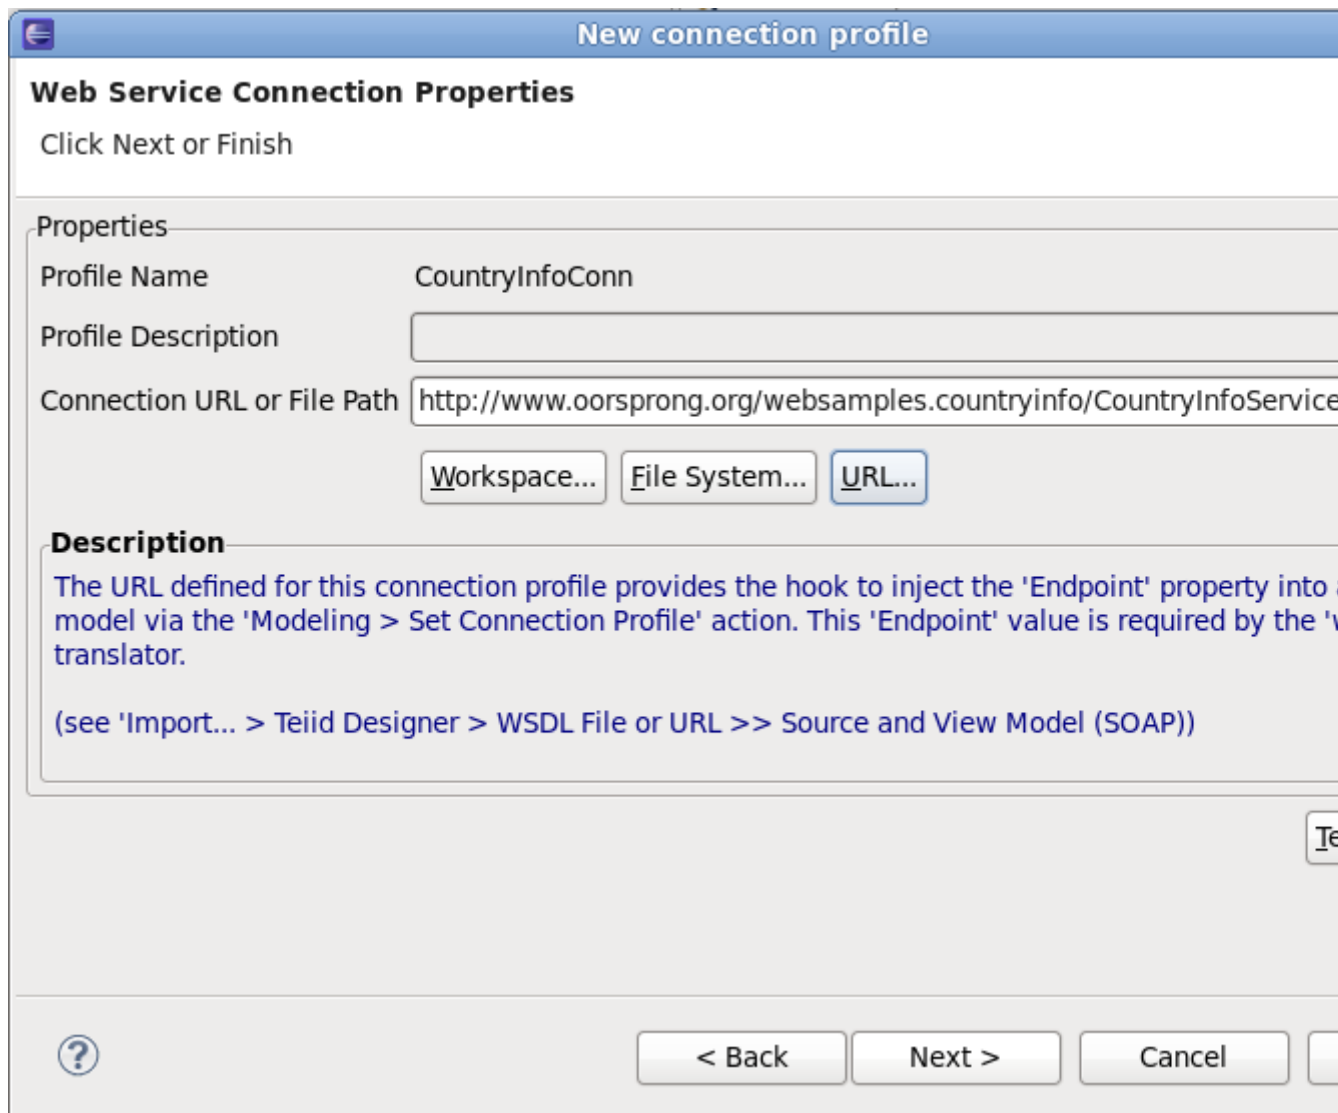 New connection profile
Web Service Connection Properties
Click Next or Finish
Properties
Profile Name CountryInfoConn
Profile Description
Connection URL or File Path http://www.oorsprong.org/websamples.countryinfo/CountryInfoService
Workspace... File System... URL...
Description
The URL defined for this connection profile provides the hook to inject the 'Endpoint' property into
model via the 'Modeling > Set Connection Profile' action. This 'Endpoint' value is required by the
translator.
(see 'Import... > Teiid Designer > WSDL File or URL >> Source and View Model (SOAP))
< Back Next > Cancel